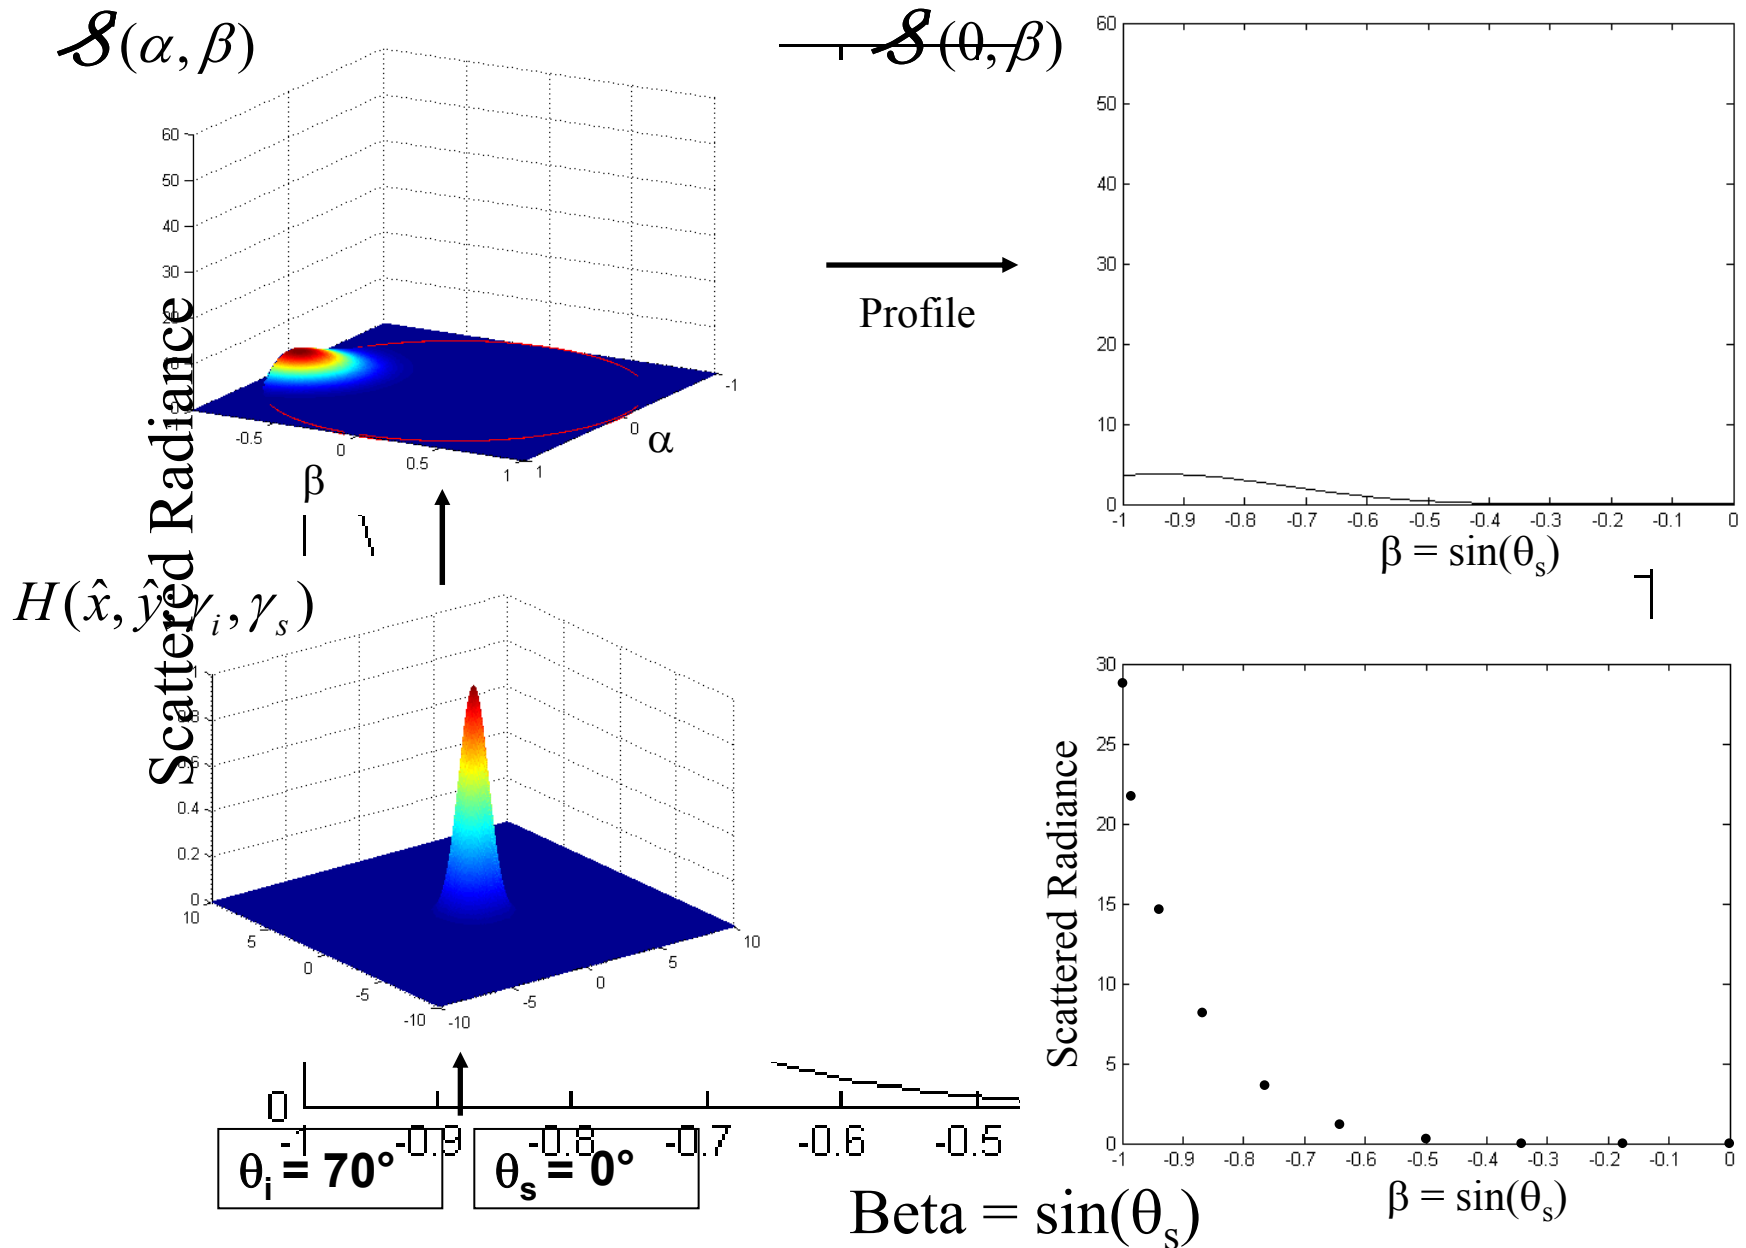 𝒮(α, β)
𝒮(0, β)
60
50
40
30
20
10
0
-0.5
0
0.5
1
1
0
-1
β
α
Scattered Radiance
Profile
60
50
40
30
20
10
0
-1 -0.9 -0.8 -0.7 -0.6 -0.5 -0.4 -0.3 -0.2 -0.1 0
β = sin(θs)
H(x̂, ŷ; γi, γs)
1
0.8
0.6
0.4
0.2
0
10
5
0
-5
-10
-10
-5
0
5
10
30
25
20
15
10
5
0
-1 -0.9 -0.8 -0.7 -0.6 -0.5 -0.4 -0.3 -0.2 -0.1 0
Scattered Radiance
β = sin(θs)
0
-1 -0.9 -0.8 -0.7 -0.6 -0.5
θi = 70°
θs = 0°
Beta = sin(θs)